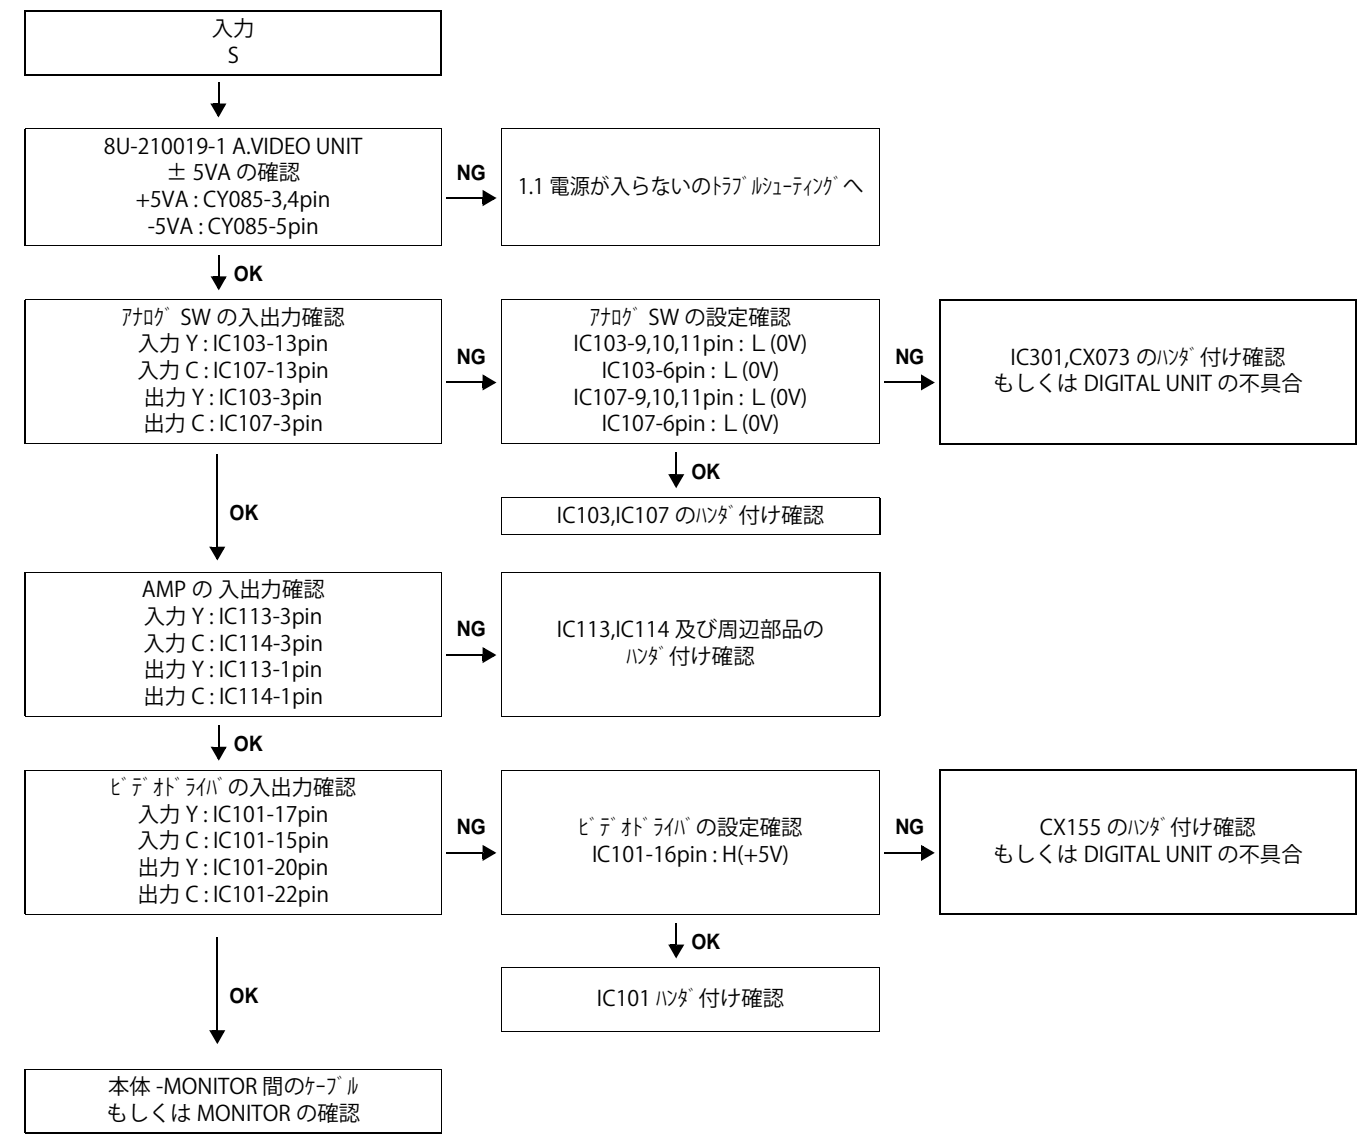 入力
S
8U-210019-1 A.VIDEO UNIT
± 5VA の確認
+5VA : CY085-3,4pin
-5VA : CY085-5pin
NG
1.1 電源が入らないのﾄﾗﾌﾞﾙｼｭｰﾃｨﾝｸﾞへ
OK
ｱﾅﾛｸﾞ SW の入出力確認
入力 Y : IC103-13pin
入力 C : IC107-13pin
出力 Y : IC103-3pin
出力 C : IC107-3pin
NG
ｱﾅﾛｸﾞ SW の設定確認
IC103-9,10,11pin : L (0V)
IC103-6pin : L (0V)
IC107-9,10,11pin : L (0V)
IC107-6pin : L (0V)
NG
IC301,CX073 のﾊﾝﾀﾞ付け確認
もしくは DIGITAL UNIT の不具合
OK
IC103,IC107 のﾊﾝﾀﾞ付け確認
OK
AMP の 入出力確認
入力 Y : IC113-3pin
入力 C : IC114-3pin
出力 Y : IC113-1pin
出力 C : IC114-1pin
NG
IC113,IC114 及び周辺部品の
ﾊﾝﾀﾞ付け確認
OK
ﾋﾞﾃﾞｵﾄﾞﾗｲﾊﾞの入出力確認
入力 Y : IC101-17pin
入力 C : IC101-15pin
出力 Y : IC101-20pin
出力 C : IC101-22pin
NG
ﾋﾞﾃﾞｵﾄﾞﾗｲﾊﾞの設定確認
IC101-16pin : H(+5V)
NG
CX155 のﾊﾝﾀﾞ付け確認
もしくは DIGITAL UNIT の不具合
OK
IC101 ﾊﾝﾀﾞ付け確認
OK
本体 -MONITOR 間のｹｰﾌﾞﾙ
もしくは MONITOR の確認